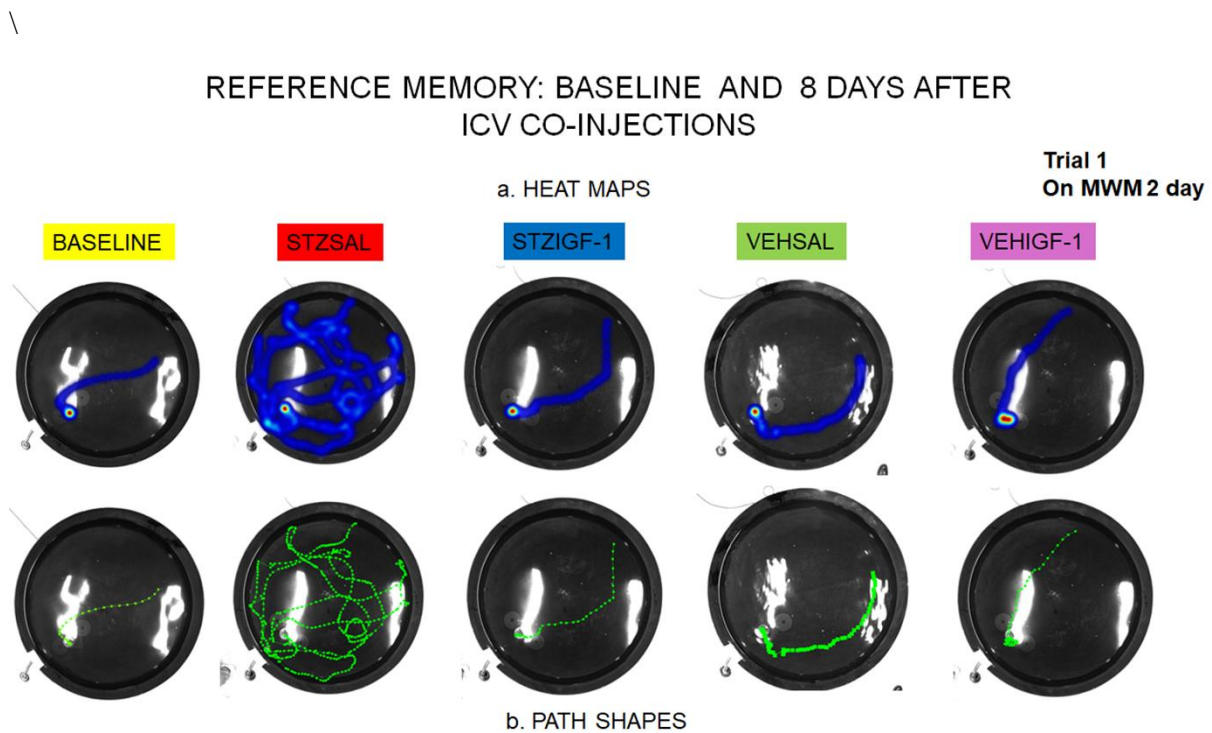 \
REFERENCE MEMORY: BASELINE AND 8 DAYS AFTER
ICV CO-INJECTIONS
Trial 1
On MWM 2 day
a. HEAT MAPS
BASELINE
STZSAL
STZIGF-1
VEHSAL
VEHIGF-1
b. PATH SHAPES